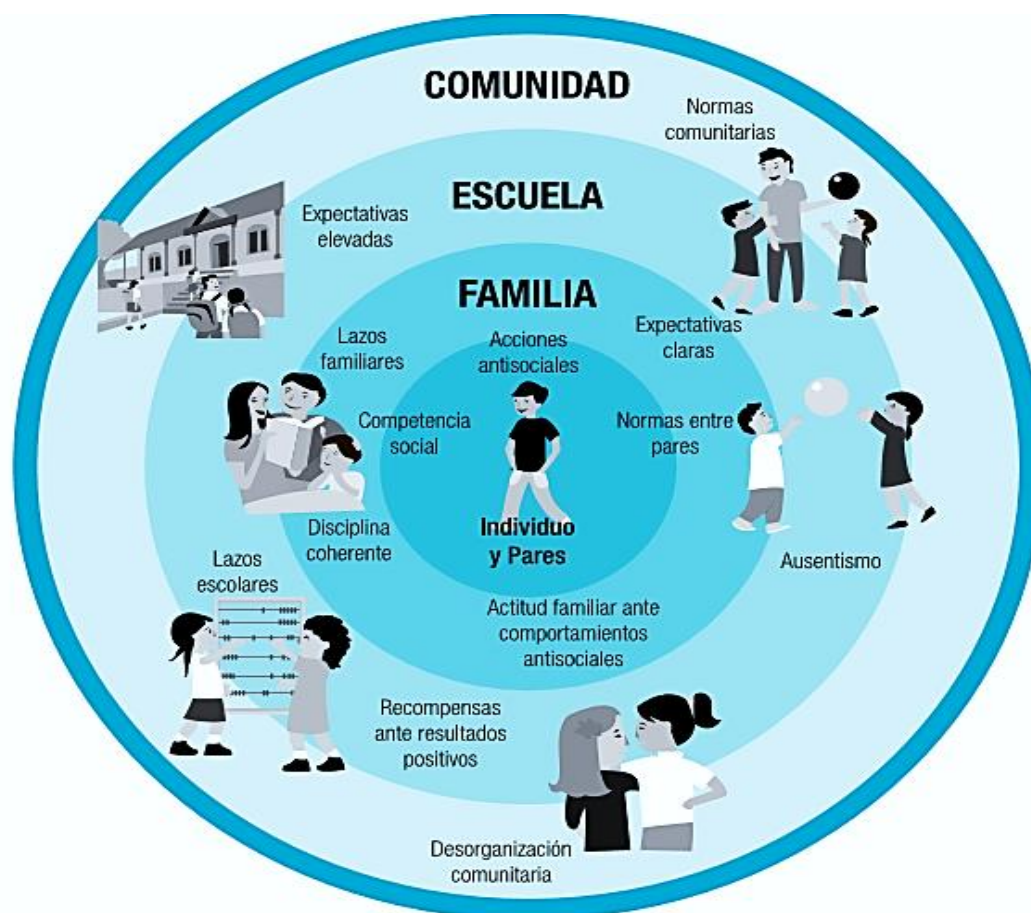 COMUNIDAD
Normas
comunitarias
ESCUELA
Expectativas
elevadas
FAMILIA
Lazos
familiares
Acciones
antisociales
Expectativas
claras
Competencia
social
Normas entre
pares
Disciplina
coherente
Individuo
y Pares
Lazos
escolares
Ausentismo
Actitud familiar ante
comportamientos
antisociales
Recompensas
ante resultados
positivos
Desorganización
comunitaria